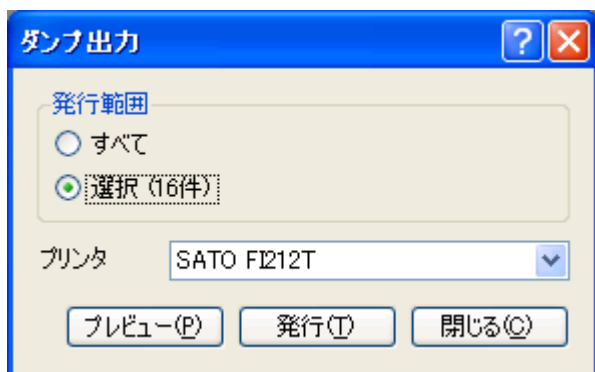 ダンプ出力
発行範囲
すべて
選択 (16件)
プリンタ SATO FI212T
プレビュー(P) 発行(T) 閉じる(C)